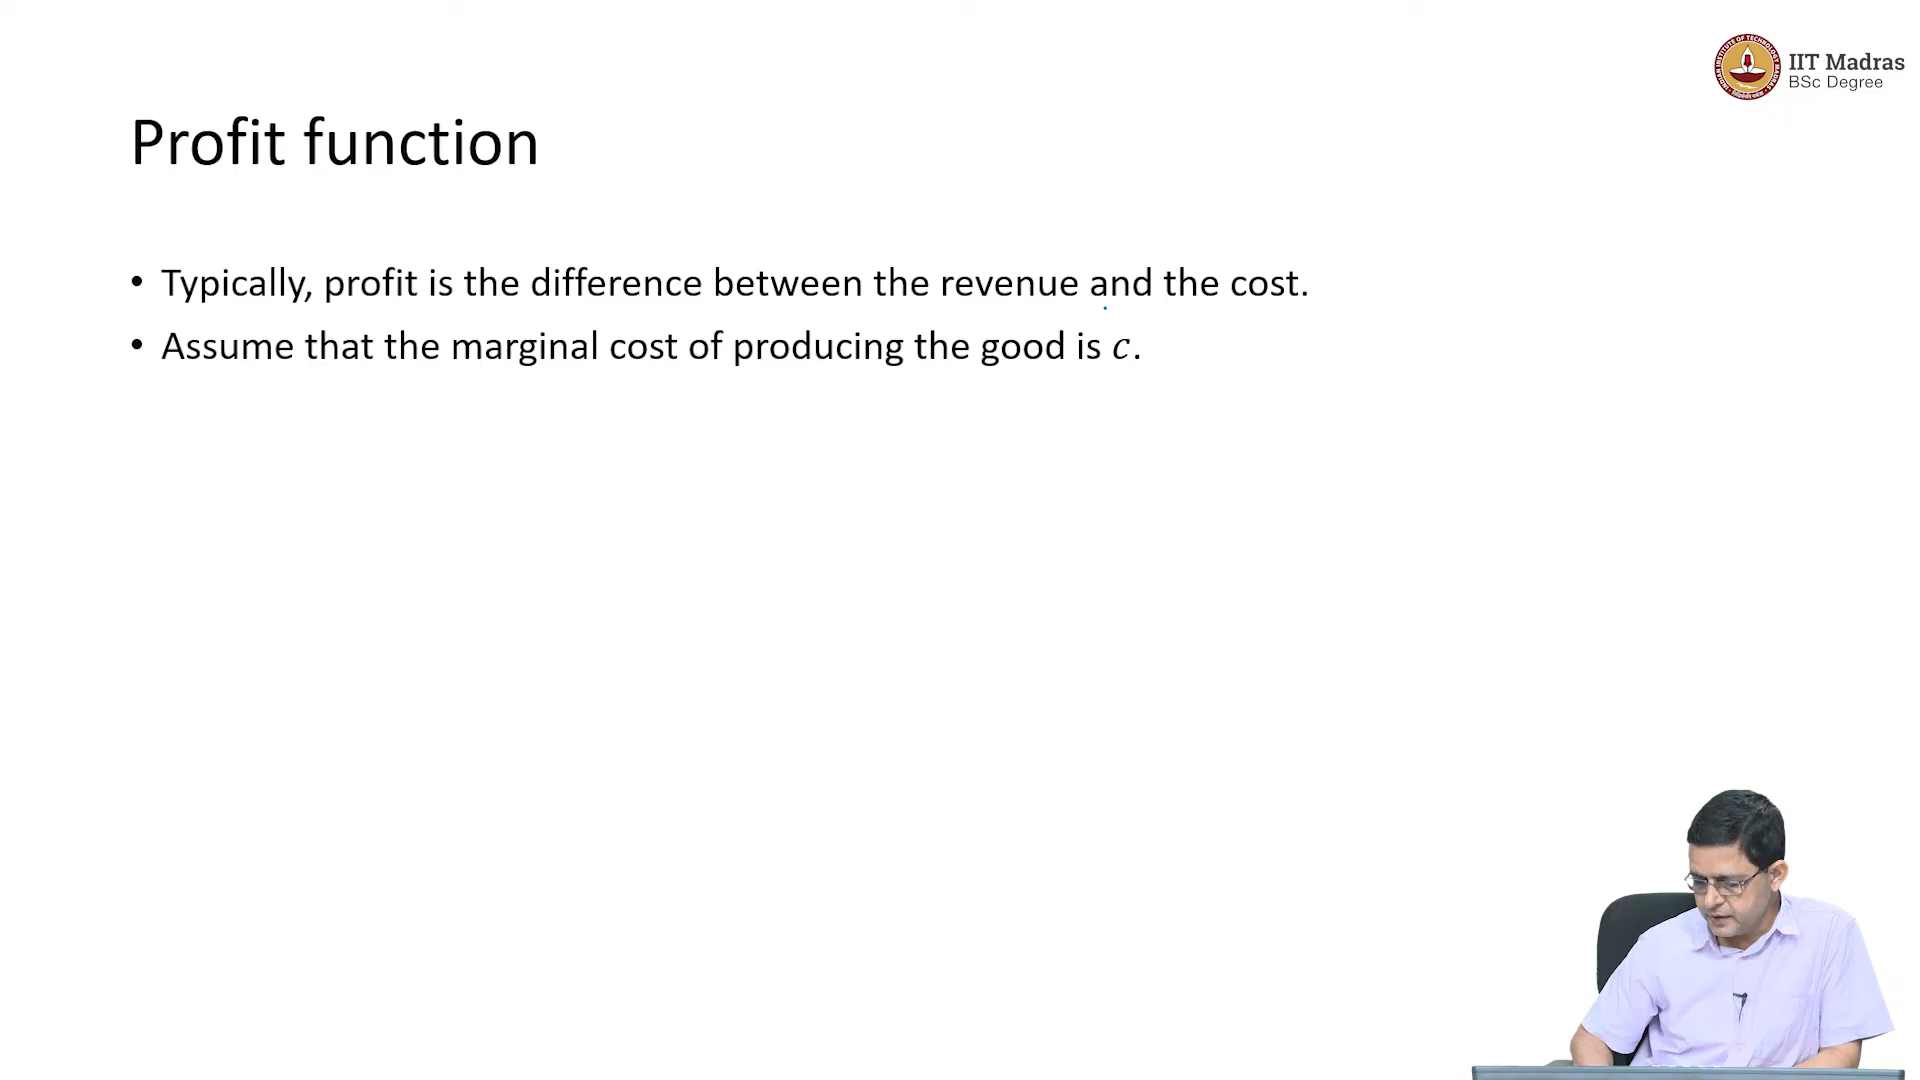 IIT Madras
BSc Degree
Profit function
• Typically, profit is the difference between the revenue and the cost.
• Assume that the marginal cost of producing the good is c.